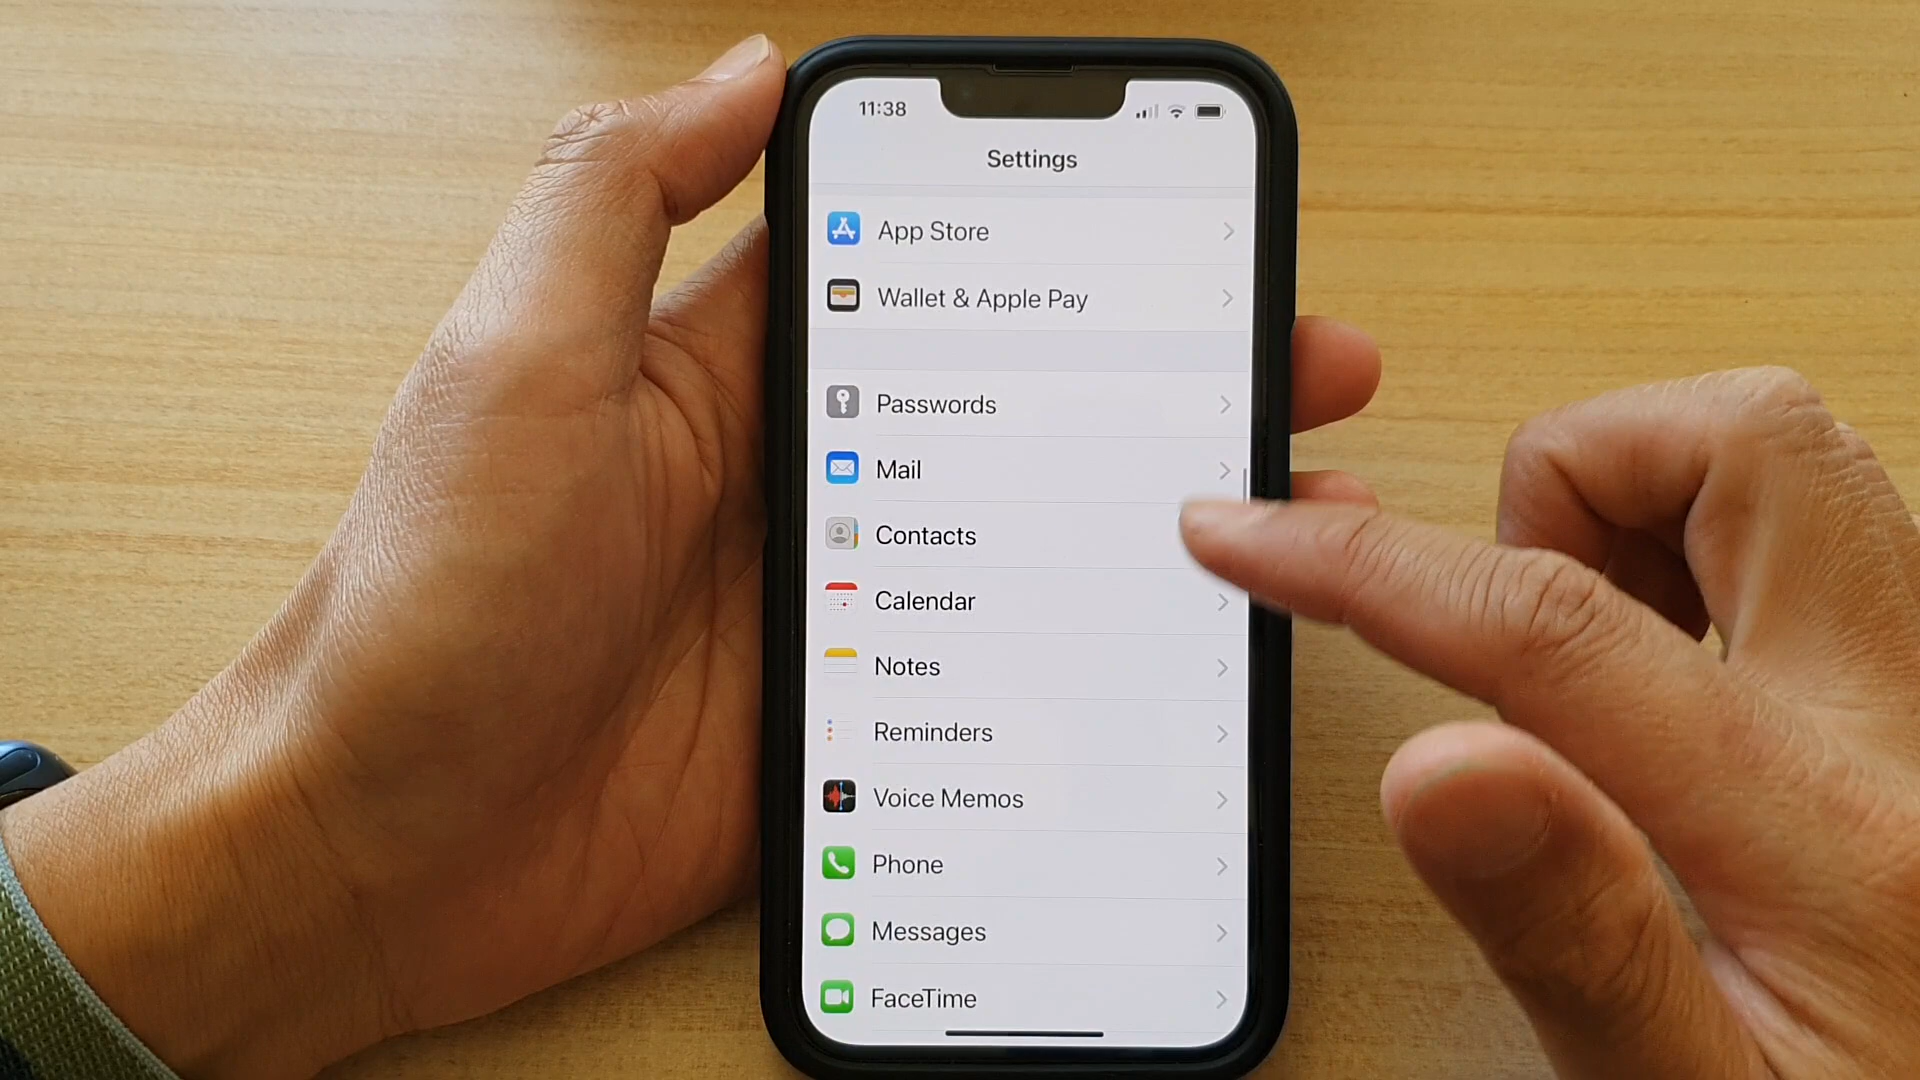 11:38
Settings
App Store
Wallet & Apple Pay
Passwords
Mail
Contacts
Calendar
Notes
Reminders
Voice Memos
Phone
Messages
FaceTime